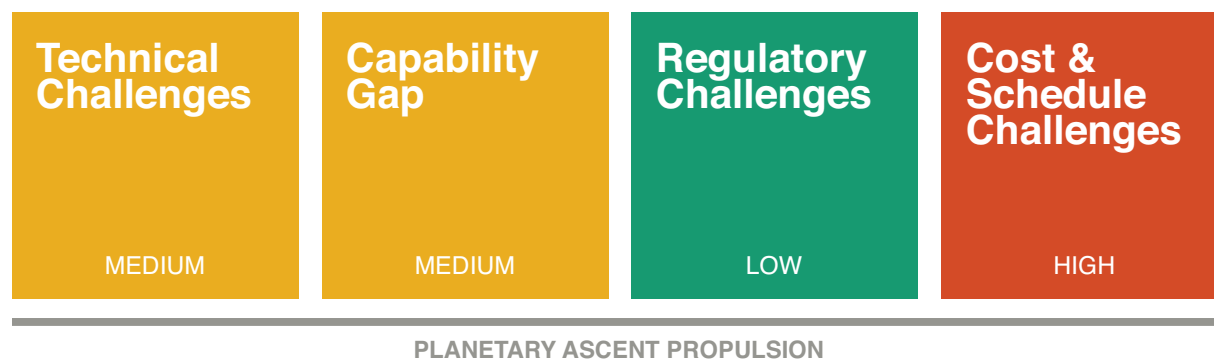 Technical
Challenges
MEDIUM
Capability
Gap
MEDIUM
Regulatory
Challenges
LOW
Cost &
Schedule
Challenges
HIGH
PLANETARY ASCENT PROPULSION